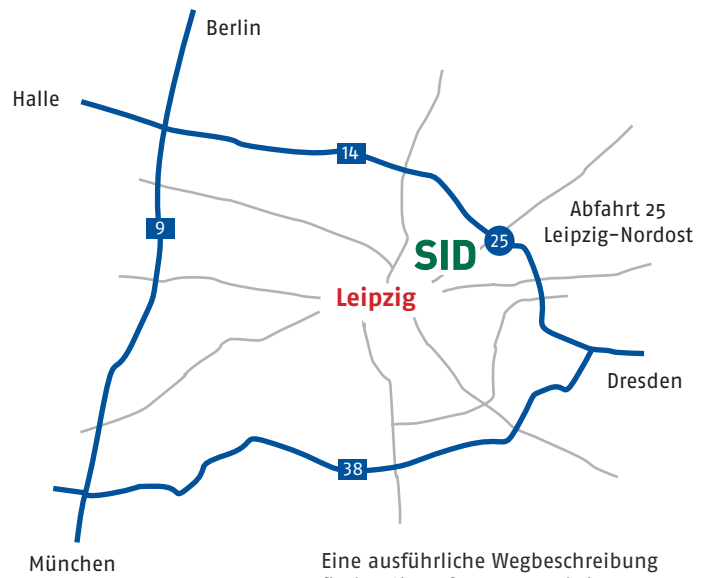 Berlin
Halle
14
9
Abfahrt 25
Leipzig-Nordost
25
SID
Leipzig
Dresden
38
München
Eine ausführliche Wegbeschreibung